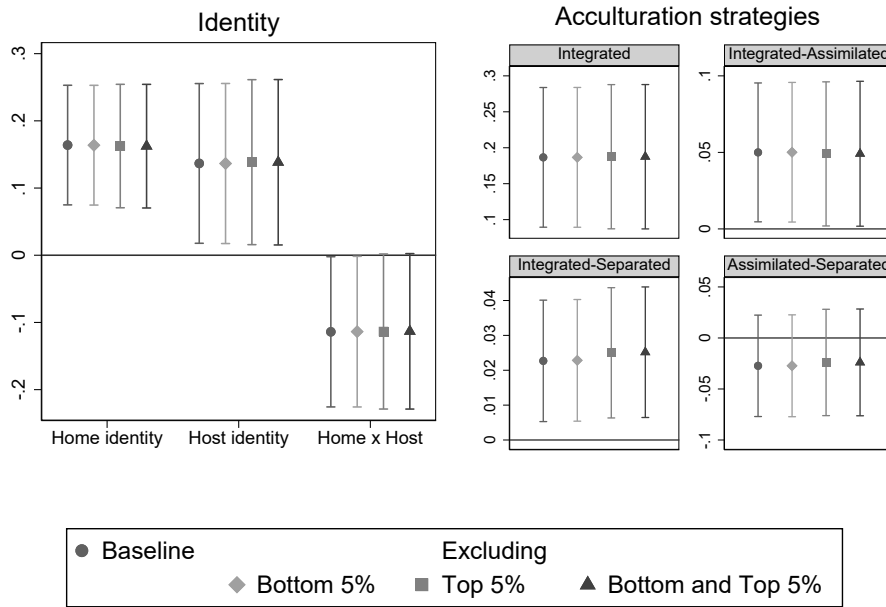 Identity
.3
.2
.1
0
-.1
-.2
Home identity Host identity Home x Host
Acculturation strategies
Integrated
.3
.25
.2
.15
.1
Integrated-Assimilated
.1
.05
0
Integrated-Separated
.04
.03
.02
.01
0
Assimilated-Separated
.05
0
-.05
-.1
Baseline Excluding
Bottom 5% Top 5% Bottom and Top 5%